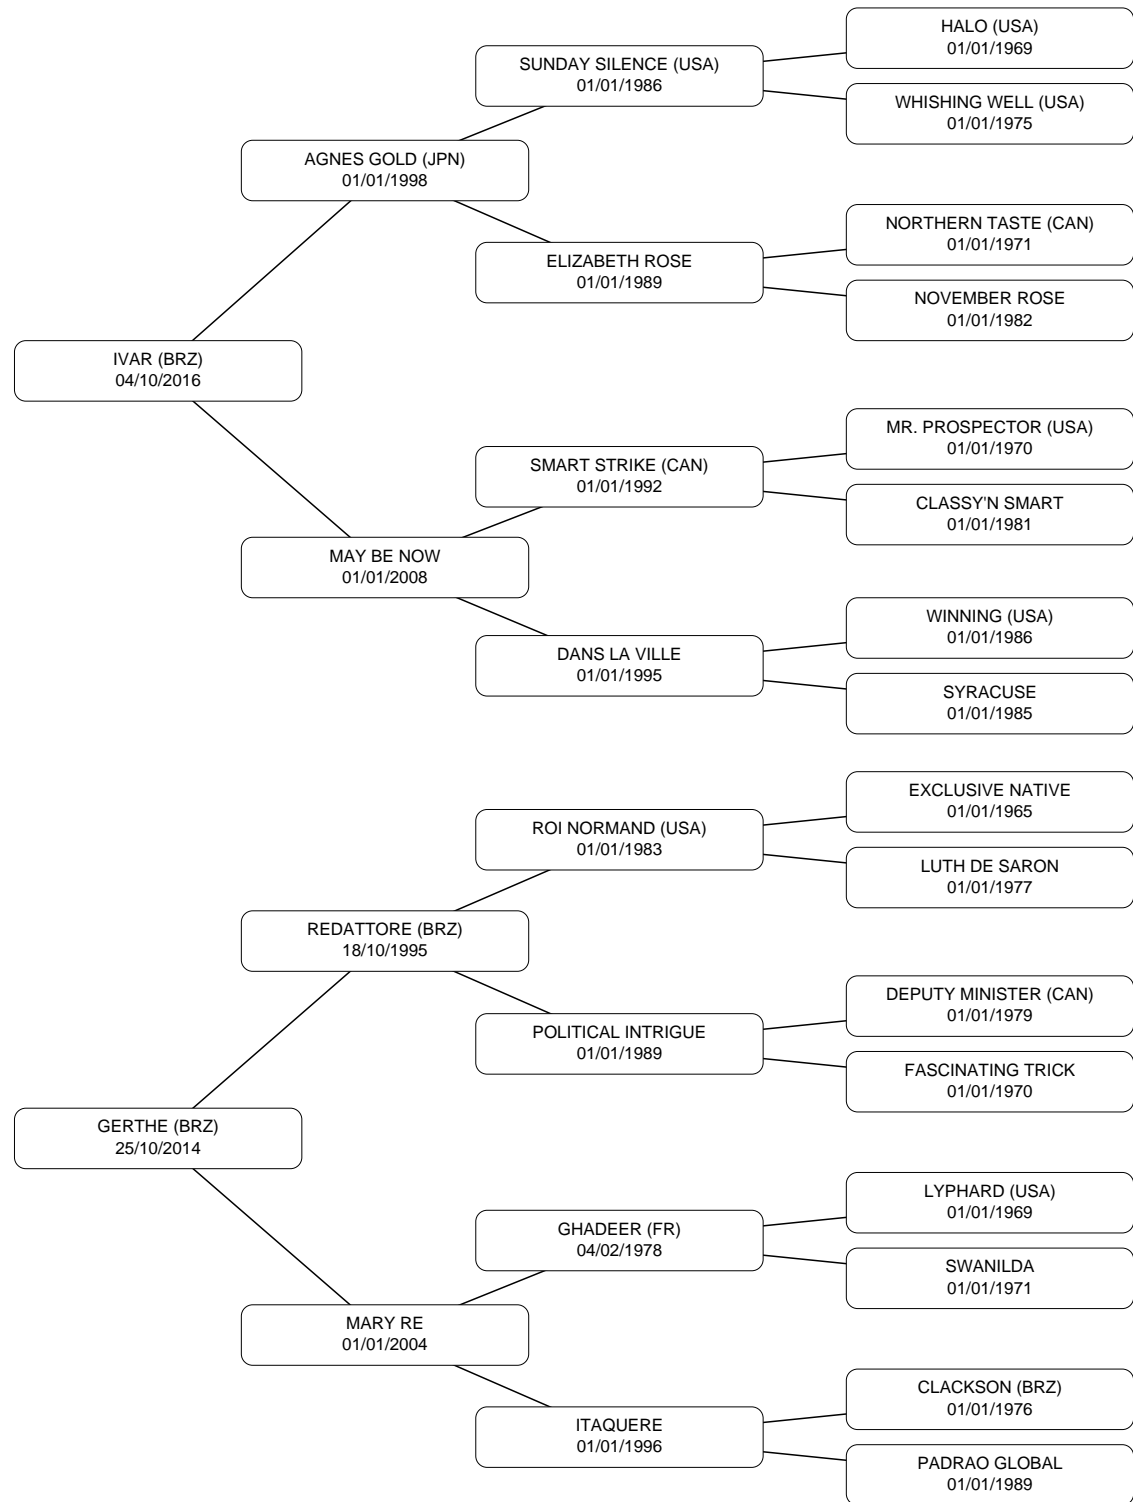 HALO (USA)
01/01/1969
SUNDAY SILENCE (USA)
01/01/1986
WHISHING WELL (USA)
01/01/1975
AGNES GOLD (JPN)
01/01/1998
NORTHERN TASTE (CAN)
01/01/1971
ELIZABETH ROSE
01/01/1989
NOVEMBER ROSE
01/01/1982
IVAR (BRZ)
04/10/2016
MR. PROSPECTOR (USA)
01/01/1970
SMART STRIKE (CAN)
01/01/1992
CLASSY'N SMART
01/01/1981
MAY BE NOW
01/01/2008
WINNING (USA)
01/01/1986
DANS LA VILLE
01/01/1995
SYRACUSE
01/01/1985
EXCLUSIVE NATIVE
01/01/1965
ROI NORMAND (USA)
01/01/1983
LUTH DE SARON
01/01/1977
REDATTORE (BRZ)
18/10/1995
DEPUTY MINISTER (CAN)
01/01/1979
POLITICAL INTRIGUE
01/01/1989
FASCINATING TRICK
01/01/1970
GERTHE (BRZ)
25/10/2014
LYPHARD (USA)
01/01/1969
GHADEER (FR)
04/02/1978
SWANILDA
01/01/1971
MARY RE
01/01/2004
CLACKSON (BRZ)
01/01/1976
ITAQUERE
01/01/1996
PADRAO GLOBAL
01/01/1989